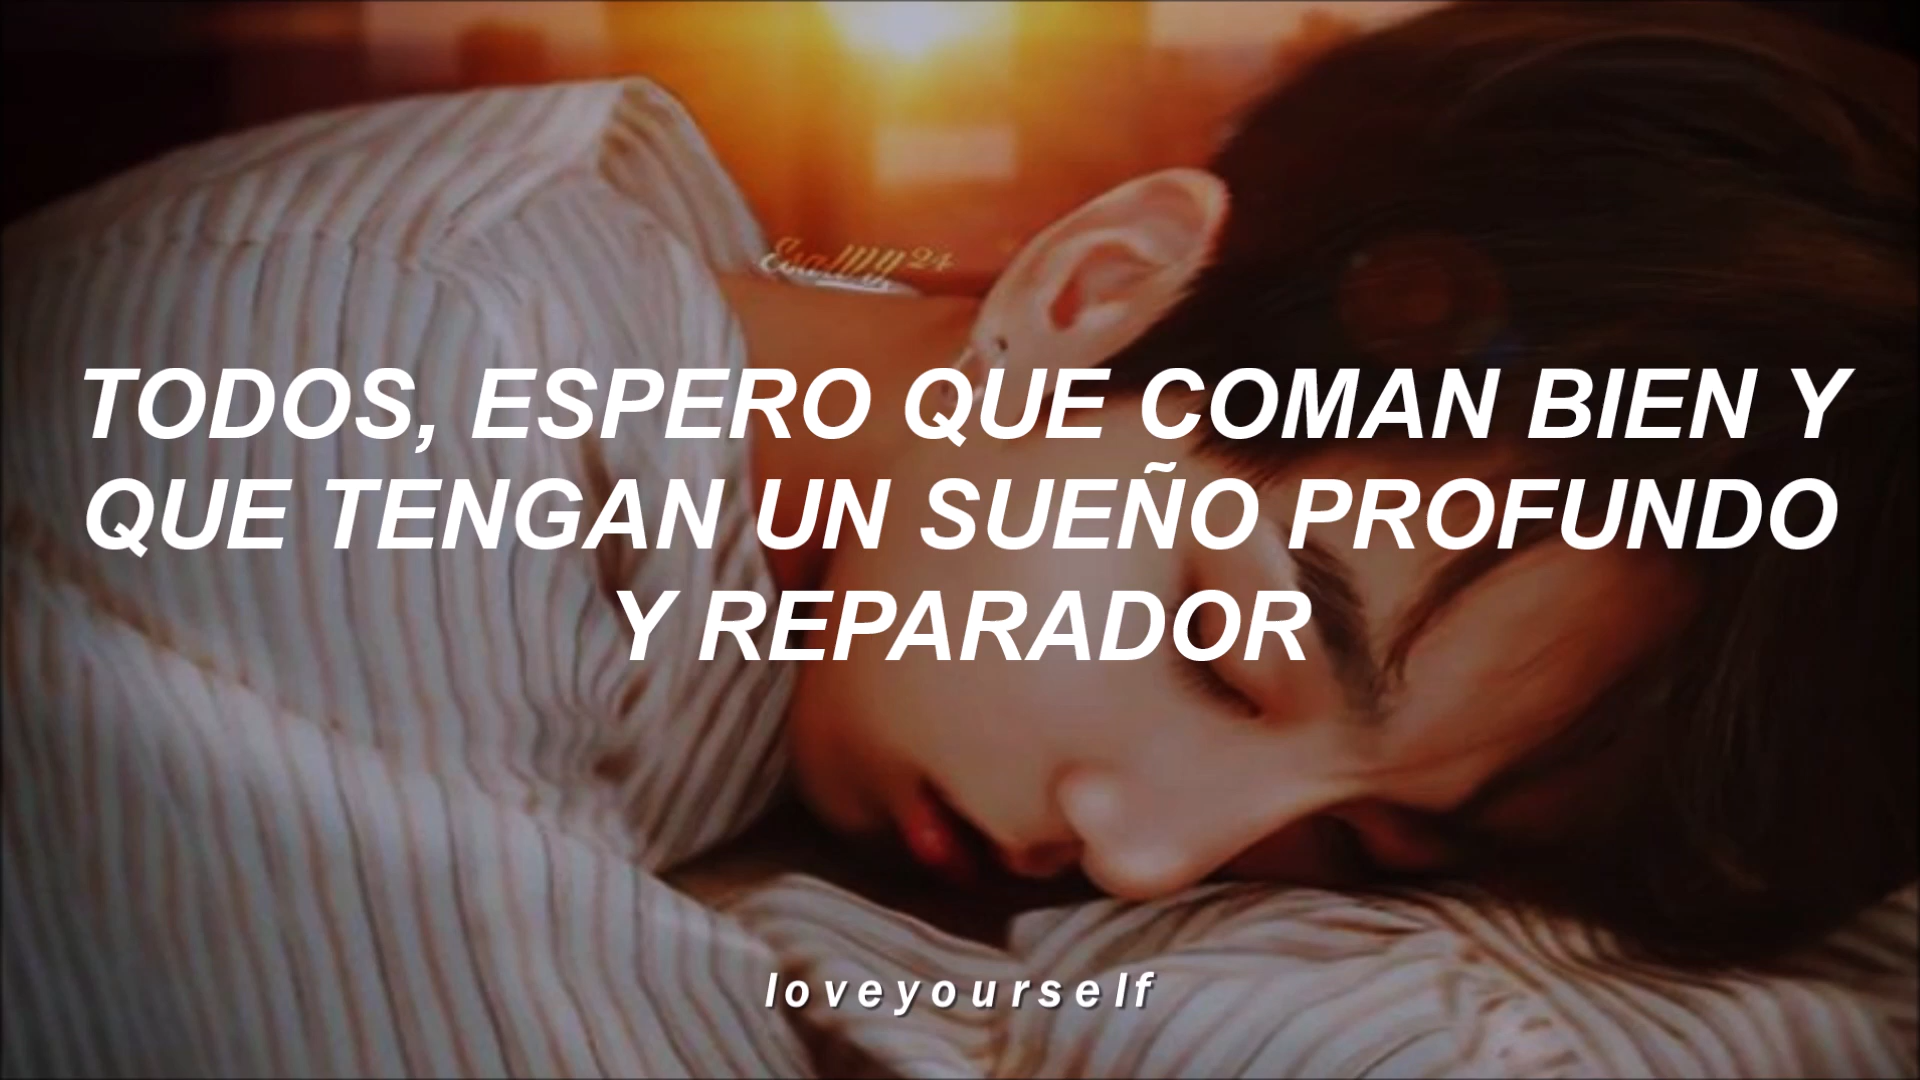 TODOS, ESPERO QUE COMAN BIEN Y
QUE TENGAN UN SUEÑO PROFUNDO
Y REPARADOR
loveyourself